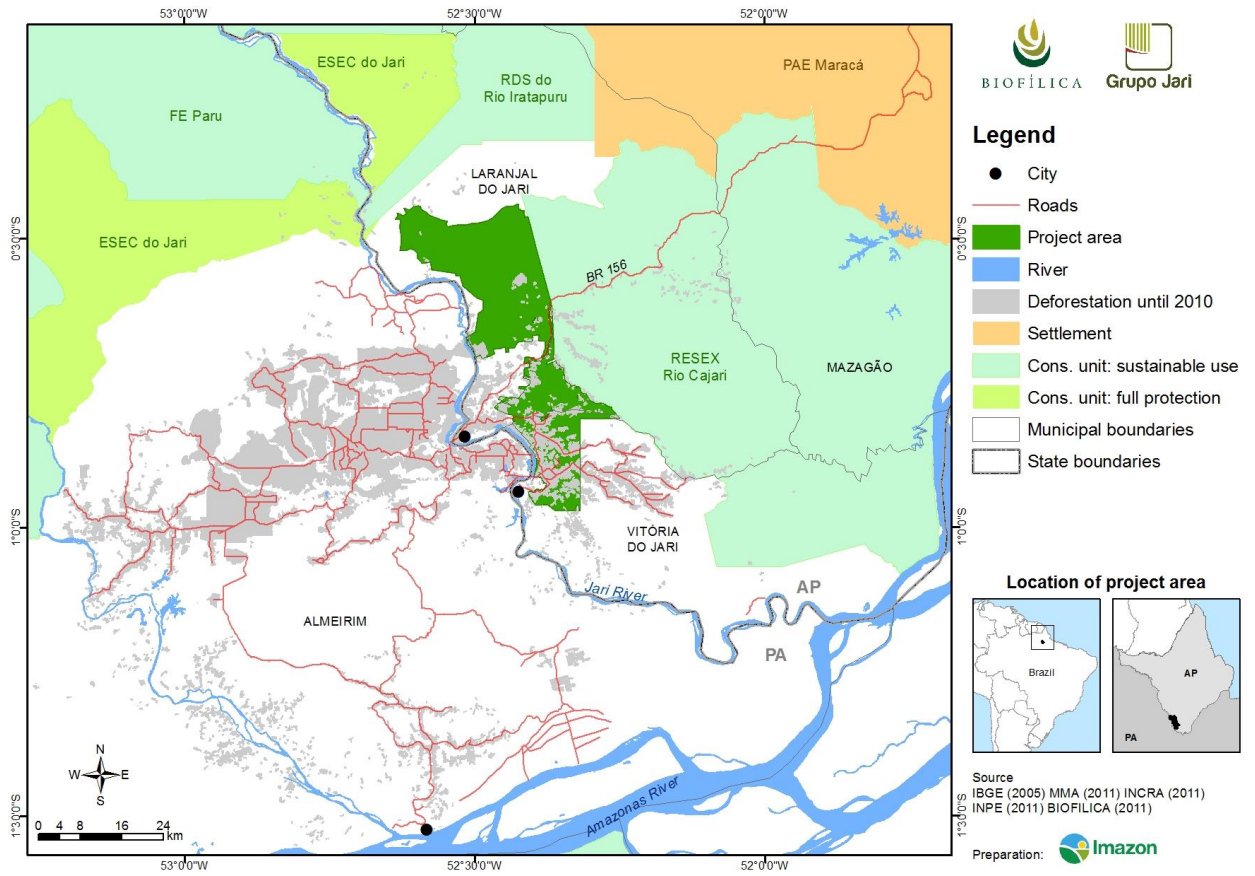 53°0'0"W
52°30'0"W
52°0'0"W
ESEC do Jari
RDS do
Rio Iratapuru
PAE Maracá
FE Paru
LARANJAL
DO JARI
0°30'0"S
0°30'0"S
ESEC do Jari
BR 156
RESEX
Rio Cajari
MAZAGÃO
1°0'0"S
1°0'0"S
VITÓRIA
DO JARI
Jari River
AP
ALMEIRIM
PA
N
W
E
S
Amazonas River
0 4 8 16 24
km
1°30'0"S
1°30'0"S
53°0'0"W
52°30'0"W
52°0'0"W
BIOFÍLICA
Grupo Jari
Legend
City
Roads
Project area
River
Deforestation until 2010
Settlement
Cons. unit: sustainable use
Cons. unit: full protection
Municipal boundaries
State boundaries
Location of project area
Brazil
AP
PA
Source
IBGE (2005) MMA (2011) INCRA (2011)
INPE (2011) BIOFILICA (2011)
Preparation:
Imazon